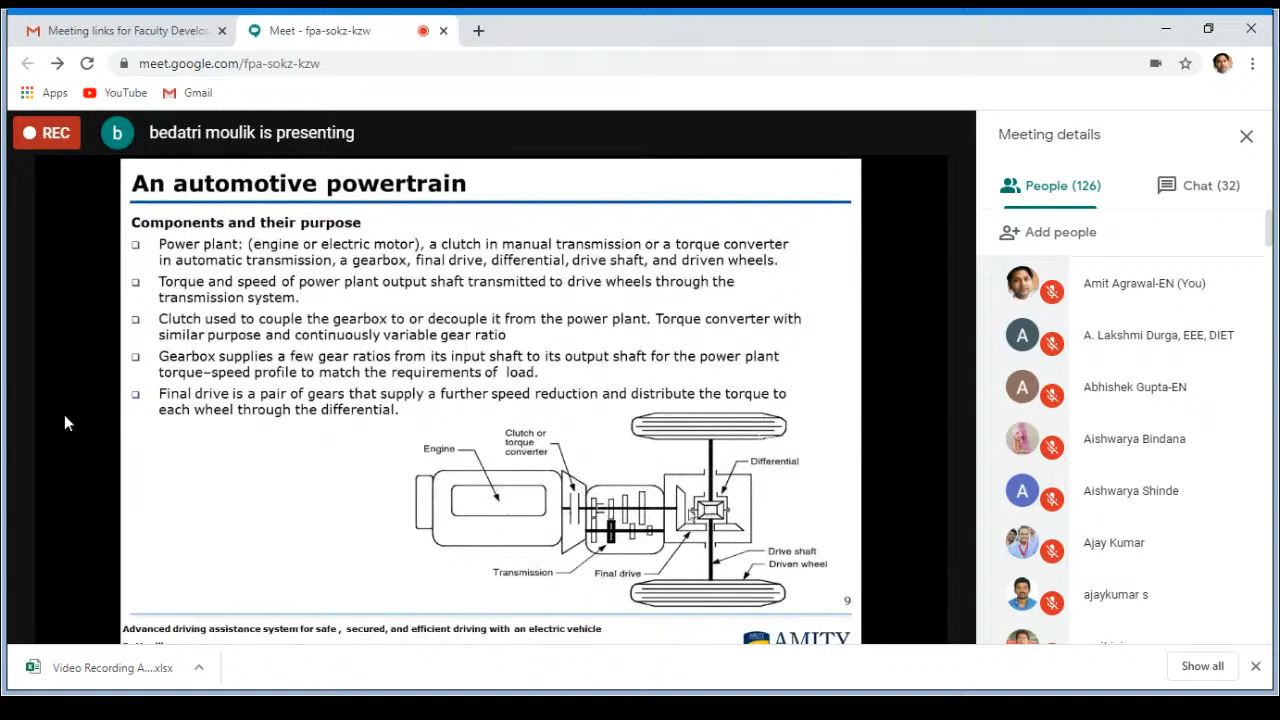 Meeting links for Faculty Develo
Meet - fpa-sokz-kzw
meet.google.com/fpa-sokz-kzw
Apps
YouTube
Gmail
REC
b
bedatri moulik is presenting
An automotive powertrain
Components and their purpose
Power plant: (engine or electric motor), a clutch in manual transmission or a torque converter
in automatic transmission, a gearbox, final drive, differential, drive shaft, and driven wheels.
Torque and speed of power plant output shaft transmitted to drive wheels through the
transmission system.
Clutch used to couple the gearbox to or decouple it from the power plant. Torque converter with
similar purpose and continuously variable gear ratio
Gearbox supplies a few gear ratios from its input shaft to its output shaft for the power plant
torque–speed profile to match the requirements of load.
Final drive is a pair of gears that supply a further speed reduction and distribute the torque to
each wheel through the differential.
Engine
Clutch or
torque
converter
Differential
Transmission
Final drive
Drive shaft
Driven wheel
9
Advanced driving assistance system for safe , secured, and efficient driving with an electric vehicle
AMITY
Meeting details
People (126)
Chat (32)
Add people
Amit Agrawal-EN (You)
A
A. Lakshmi Durga, EEE, DIET
A
Abhishek Gupta-EN
Aishwarya Bindana
A
Aishwarya Shinde
Ajay Kumar
ajaykumar s
Video Recording A....xlsx
Show all